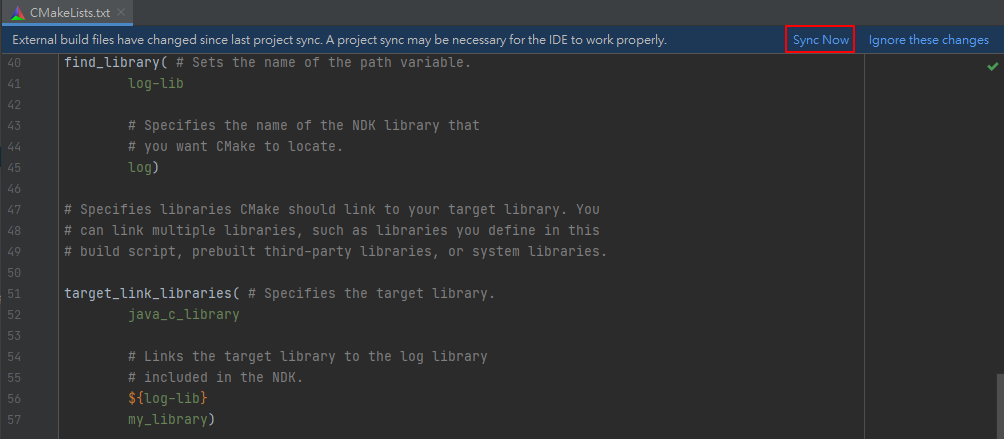 CMakeLists.txt
External build files have changed since last project sync. A project sync may be necessary for the IDE to work properly. Sync Now Ignore these changes
40 find_library( # Sets the name of the path variable.
41 log-lib
42
43 # Specifies the name of the NDK library that
44 # you want CMake to locate.
45 log)
46
47 # Specifies libraries CMake should link to your target library. You
48 # can link multiple libraries, such as libraries you define in this
49 # build script, prebuilt third-party libraries, or system libraries.
50
51 target_link_libraries( # Specifies the target library.
52 java_c_library
53
54 # Links the target library to the log library
55 # included in the NDK.
56 ${log-lib}
57 my_library)